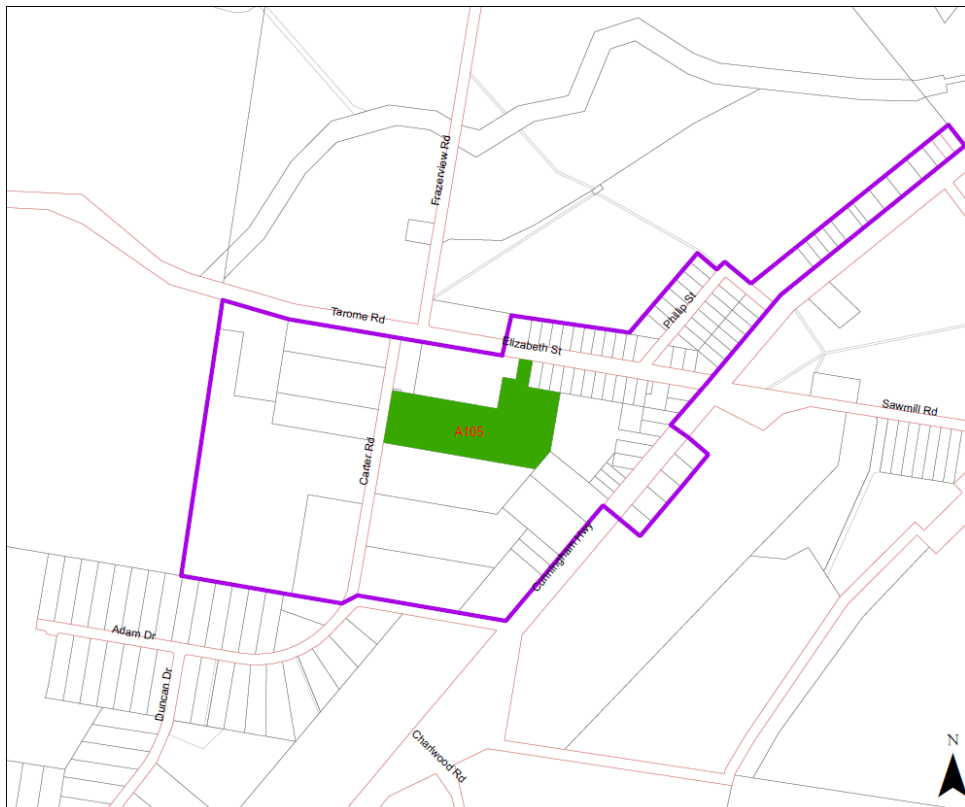 Frazerview Rd
Tarome Rd
Phillip St
Elizabeth St
Sawmill Rd
A105
Carter Rd
Cunningham Hwy
Adam Dr
Duncan Dr
Charlwood Rd
N